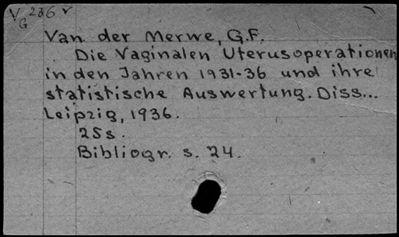 V 236 v
G
Van der Merwe, G.F.
Die Vaginalen Uterusoperationen
in den Jahren 1931-36 und ihre
statistische Auswertung. Diss...
Leipzig, 1936.
25s.
Bibliogr. s. 24.